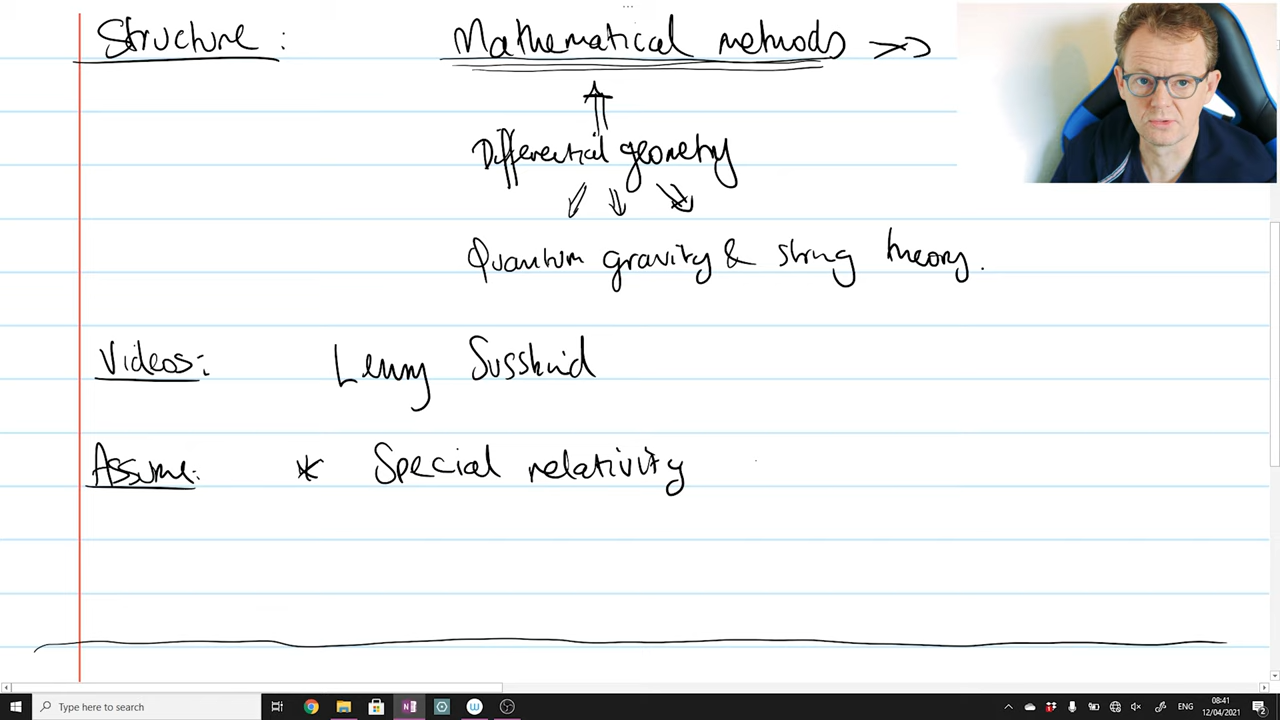 Structure: Mathematical methods >>
Differential geometry
Quantum gravity & string theory.
Videos: Lenny Susskind
Assume: * Special relativity
Type here to search
ENG
08:41
12/04/2021
2